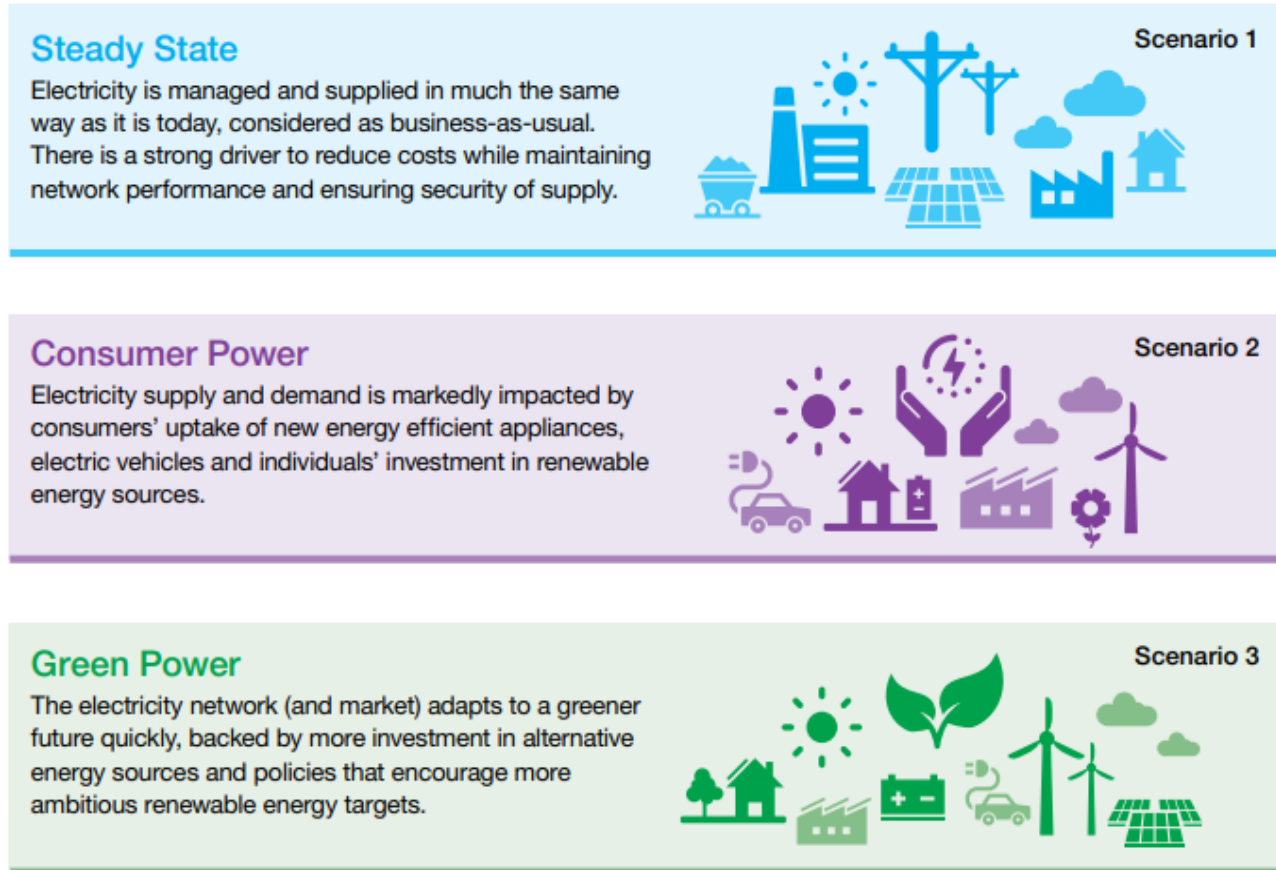 Steady State
Scenario 1
Electricity is managed and supplied in much the same
way as it is today, considered as business-as-usual.
There is a strong driver to reduce costs while maintaining
network performance and ensuring security of supply.
Consumer Power
Scenario 2
Electricity supply and demand is markedly impacted by
consumers' uptake of new energy efficient appliances,
electric vehicles and individuals' investment in renewable
energy sources.
Green Power
Scenario 3
The electricity network (and market) adapts to a greener
future quickly, backed by more investment in alternative
energy sources and policies that encourage more
ambitious renewable energy targets.